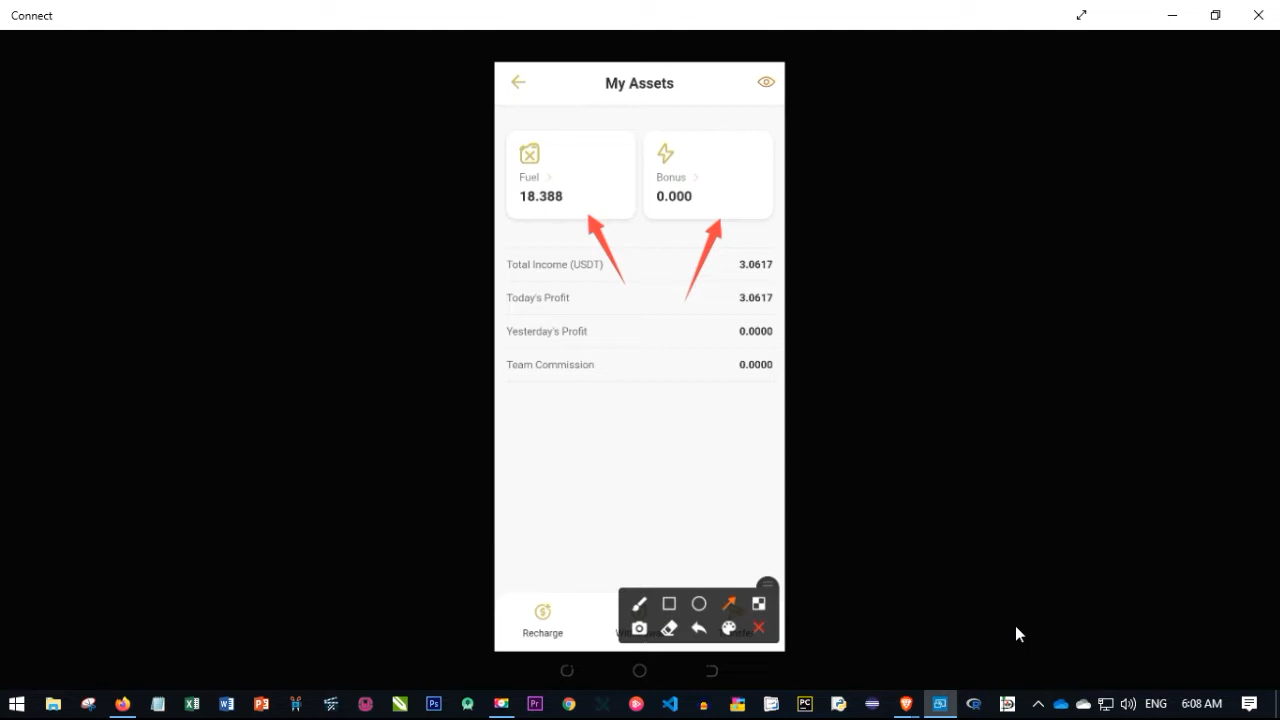 Connect
My Assets
Fuel
18.388
Bonus
0.000
Total Income (USDT) 3.0617
Today's Profit 3.0617
Yesterday's Profit 0.0000
Team Commission 0.0000
Recharge
ENG 6:08 AM